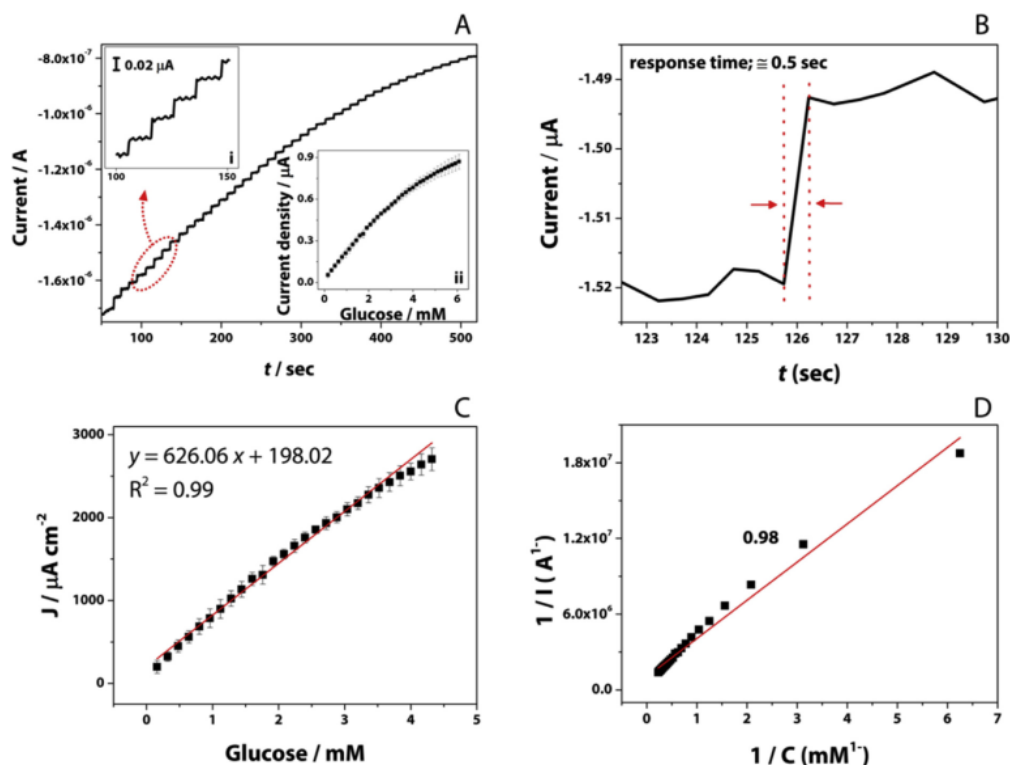 A
-8.0x10⁻⁷
-1.0x10⁻⁶
-1.2x10⁻⁶
-1.4x10⁻⁶
-1.6x10⁻⁶
Current / A
0.02 μA
i
100 150
0.9
0.6
0.3
0.0
Current density / μA
ii
0 2 4 6
Glucose / mM
100 200 300 400 500
t / sec
B
response time; ≅ 0.5 sec
-1.49
-1.50
-1.51
-1.52
Current / μA
123 124 125 126 127 128 129 130
t (sec)
C
3000
2000
1000
0
J / μA cm⁻²
y = 626.06 x + 198.02
R² = 0.99
0 1 2 3 4 5
Glucose / mM
D
1.8x10⁷
1.2x10⁷
6.0x10⁶
0.0
1 / I ( A¹⁻)
0.98
0 1 2 3 4 5 6 7
1 / C (mM¹⁻)